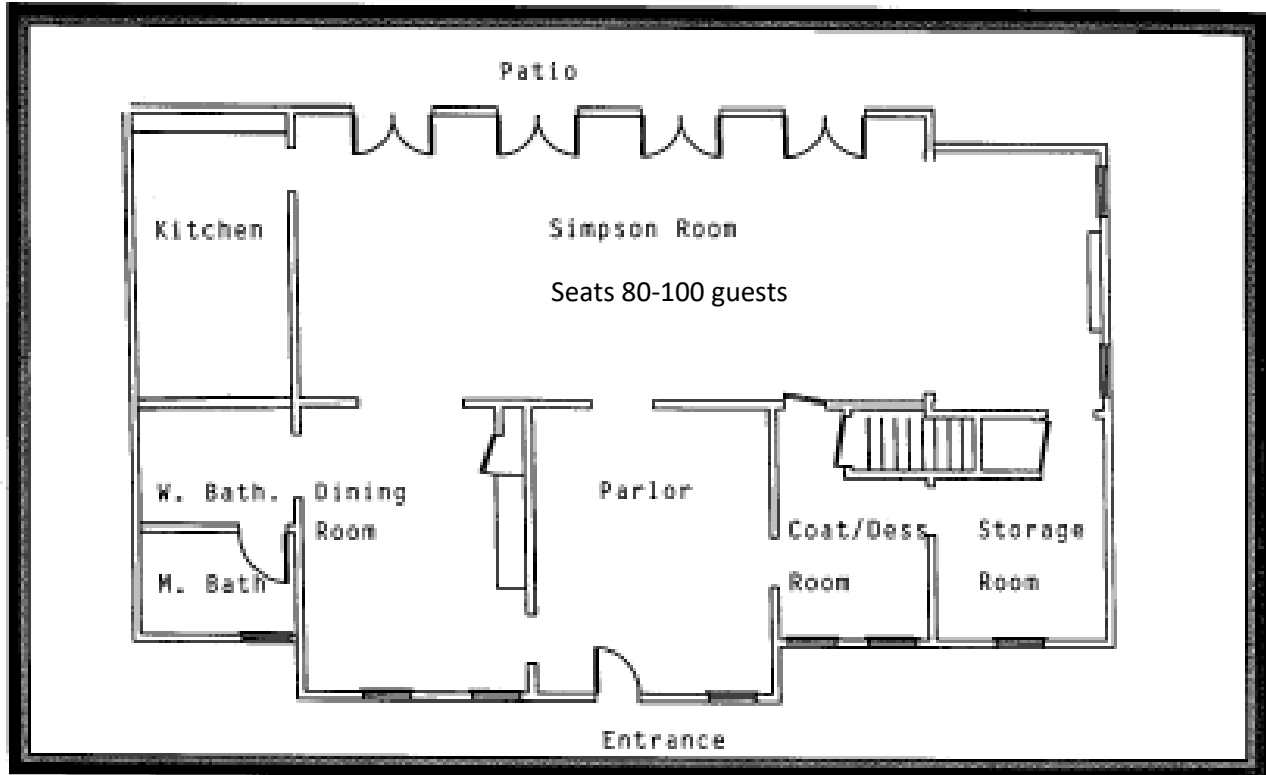 Patio
Kitchen
Simpson Room
Seats 80-100 guests
W. Bath.
Dining
Room
Parlor
Coat/Dess
Room
Storage
Room
M. Bath
Entrance